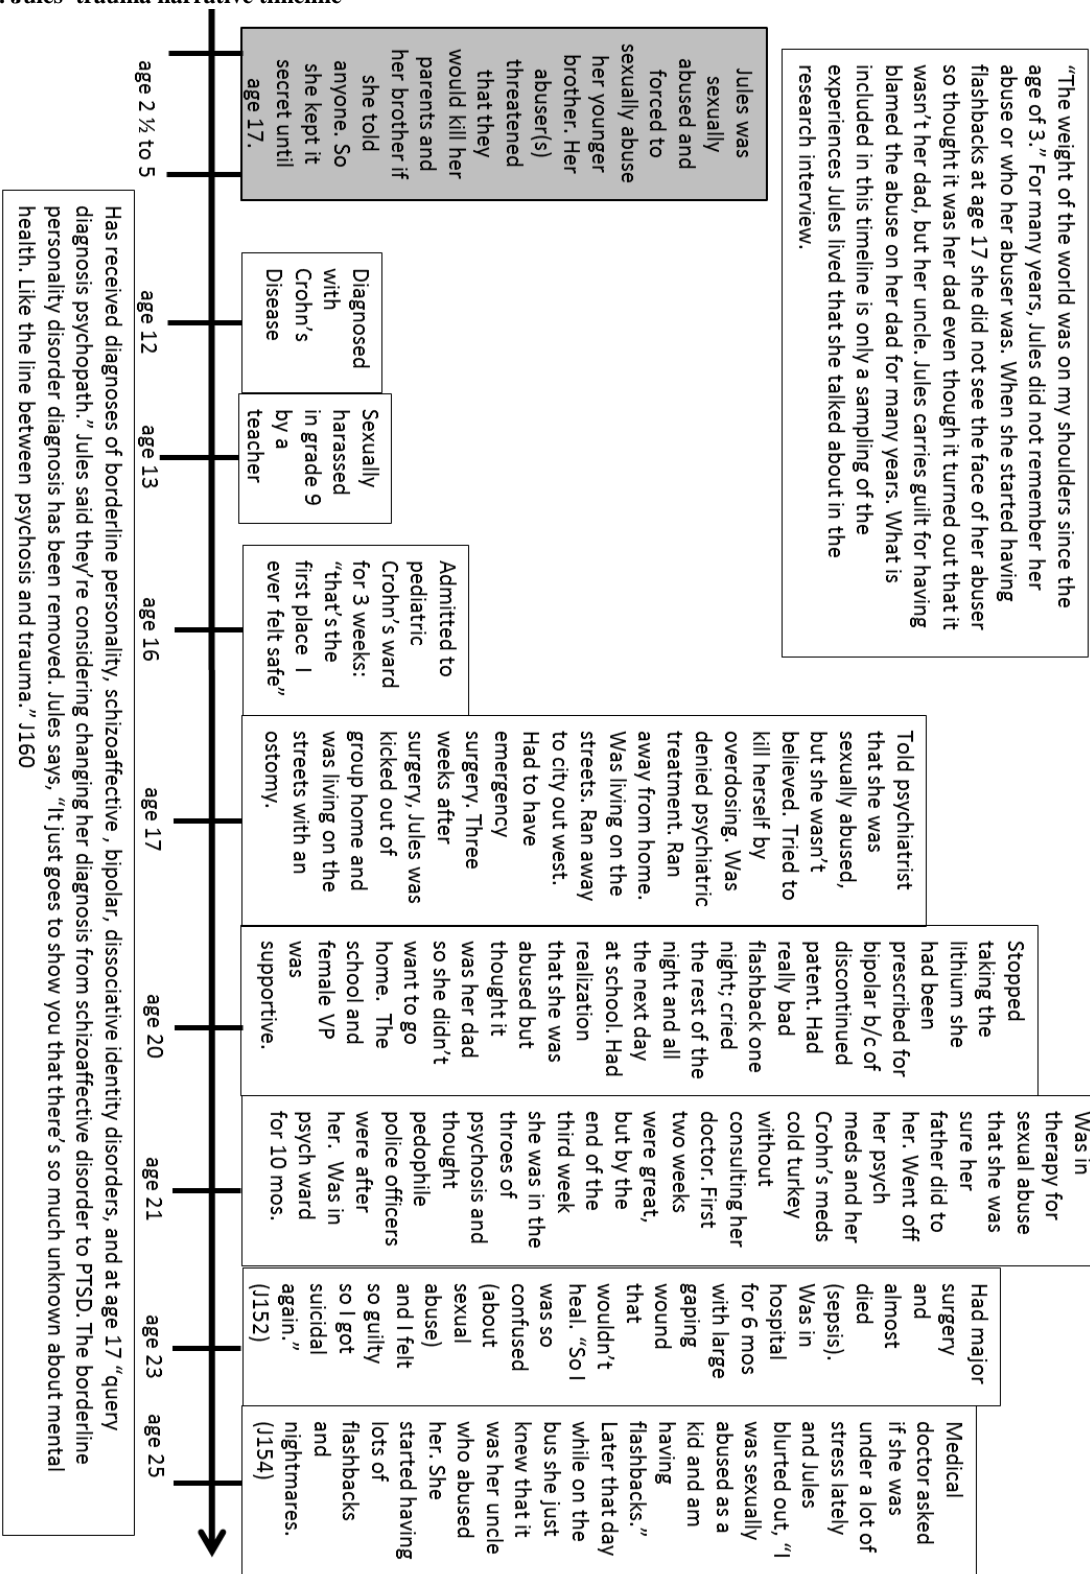 . Jules' trauma narrative timeline
"The weight of the world was on my shoulders since the
age of 3." For many years, Jules did not remember her
abuse or who her abuser was. When she started having
flashbacks at age 17 she did not see the face of her abuser
so thought it was her dad even though it turned out that it
wasn't her dad, but her uncle. Jules carries guilt for having
blamed the abuse on her dad for many years. What is
included in this timeline is only a sampling of the
experiences Jules lived that she talked about in the
research interview.
Jules was
sexually
abused and
forced to
sexually abuse
her younger
brother. Her
abuser(s)
threatened
that they
would kill her
parents and
her brother if
she told
anyone. So
she kept it
secret until
age 17.
Diagnosed
with
Crohn's
Disease
Sexually
harassed
in grade 9
by a
teacher
Admitted to
pediatric
Crohn's ward
for 3 weeks:
"that's the
first place I
ever felt safe"
Told psychiatrist
that she was
sexually abused,
but she wasn't
believed. Tried to
kill herself by
overdosing. Was
denied psychiatric
treatment. Ran
away from home.
Was living on the
streets. Ran away
to city out west.
Had to have
emergency
surgery. Three
weeks after
surgery, Jules was
kicked out of
group home and
was living on the
streets with an
ostomy.
Stopped
taking the
lithium she
had been
prescribed for
bipolar b/c of
discontinued
patent. Had
really bad
flashback one
night; cried
the rest of the
night and all
the next day
at school. Had
realization
that she was
abused but
thought it
was her dad
so she didn't
want to go
home. The
school and
female VP
was
supportive.
Was in
therapy for
sexual abuse
that she was
sure her
father did to
her. Went off
her psych
meds and her
Crohn's meds
cold turkey
without
consulting her
doctor. First
two weeks
were great,
but by the
end of the
third week
she was in the
throes of
psychosis and
thought
pedophile
police officers
were after
her. Was in
psych ward
for 10 mos.
Had major
surgery
and
almost
died
(sepsis).
Was in
hospital
for 6 mos
with large
gaping
wound
that
wouldn't
heal. "So I
was so
confused
(about
sexual
abuse)
and I felt
so guilty
so I got
suicidal
again."
(J152)
Medical
doctor asked
if she was
under a lot of
stress lately
and Jules
blurted out, "I
was sexually
abused as a
kid and am
having
flashbacks."
Later that day
while on the
bus she just
knew that it
was her uncle
who abused
her. She
started having
lots of
flashbacks
and
nightmares.
(J154)
age 2 ½ to 5
age 12
age 13
age 16
age 17
age 20
age 21
age 23
age 25
Has received diagnoses of borderline personality, schizoaffective , bipolar, dissociative identity disorders, and at age 17 "query
diagnosis psychopath." Jules said they're considering changing her diagnosis from schizoaffective disorder to PTSD. The borderline
personality disorder diagnosis has been removed. Jules says, "It just goes to show you that there's so much unknown about mental
health. Like the line between psychosis and trauma." J160